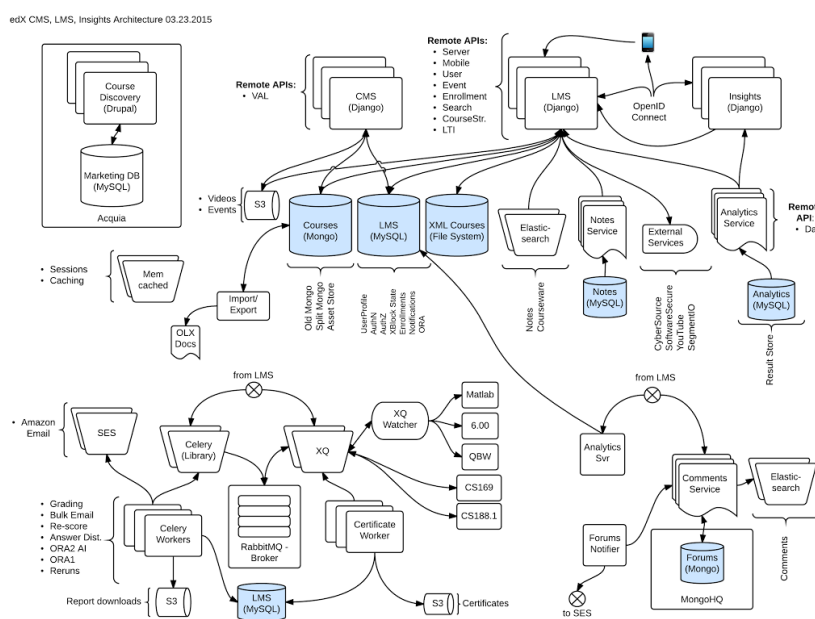 edX CMS, LMS, Insights Architecture 03.23.2015
Course
Discovery
(Drupal)
Marketing DB
(MySQL)
Acquia
Remote APIs:
• VAL
CMS
(Django)
Remote APIs:
• Server
• Mobile
• User
• Event
• Enrollment
• Search
• CourseStr.
• LTI
LMS
(Django)
OpenID
Connect
Insights
(Django)
• Videos
• Events
S3
Courses
(Mongo)
LMS
(MySQL)
XML Courses
(File System)
Elastic-
search
Notes
Service
External
Services
Analytics
Service
Remo
API:
• Da
• Sessions
• Caching
Mem
cached
Import/
Export
OLX
Docs
Old Mongo
Split Mongo
Asset Store
UserProfile
AuthN
AuthZ
XBlock State
Enrollments
Notifications
ORA
Notes
Courseware
Notes
(MySQL)
CyberSource
SoftwareSecure
YouTube
SegmentIO
Analytics
(MySQL)
Result Store
from LMS
• Amazon
Email
SES
Celery
(Library)
XQ
XQ
Watcher
Matlab
6.00
QBW
CS169
CS188.1
• Grading
• Bulk Email
• Re-score
• Answer Dist.
• ORA2 AI
• ORA1
• Reruns
Celery
Workers
RabbitMQ -
Broker
Certificate
Worker
Report downloads
S3
LMS
(MySQL)
S3
Certificates
from LMS
Analytics
Svr
Comments
Service
Elastic-
search
Comments
Forums
Notifier
to SES
Forums
(Mongo)
MongoHQ